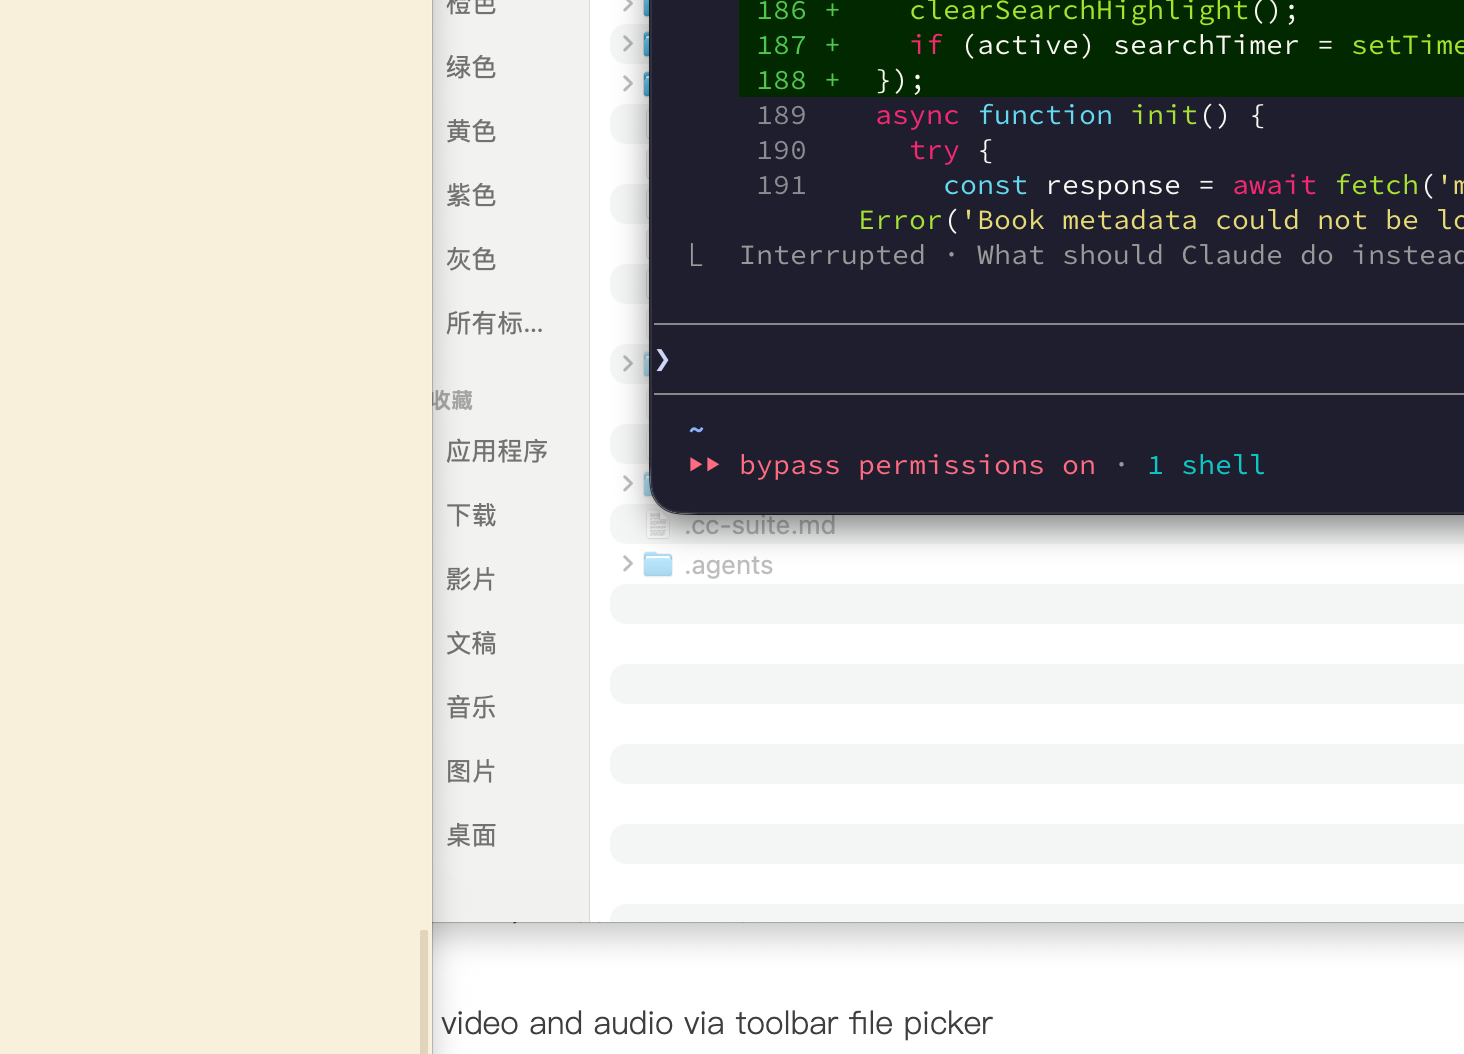 橙色
绿色
黄色
紫色
灰色
所有标...
收藏
应用程序
下载
影片
文稿
音乐
图片
桌面
186 + clearSearchHighlight();
187 + if (active) searchTimer = setTime
188 + });
189 async function init() {
190 try {
191 const response = await fetch('m
Error('Book metadata could not be lo
⎿ Interrupted · What should Claude do instead
❯
~
⏵⏵ bypass permissions on · 1 shell
.cc-suite.md
.agents
video and audio via toolbar file picker